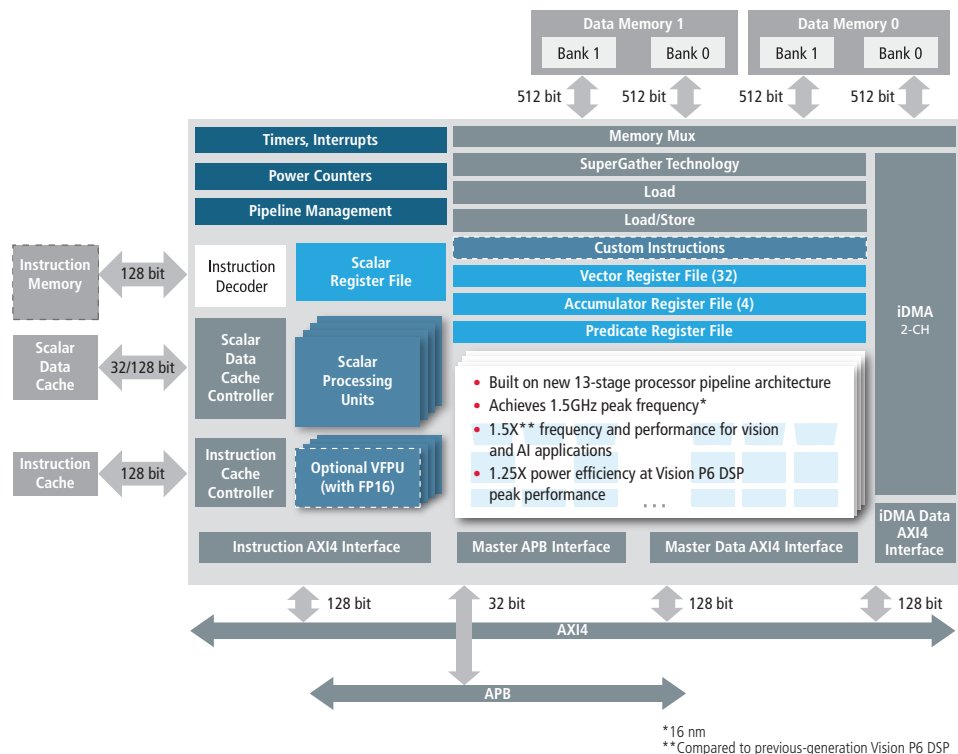 Data Memory 1
Data Memory 0
Bank 1
Bank 0
Bank 1
Bank 0
512 bit
512 bit
512 bit
512 bit
Timers, Interrupts
Power Counters
Pipeline Management
Memory Mux
SuperGather Technology
Load
Load/Store
Custom Instructions
Vector Register File (32)
Accumulator Register File (4)
Predicate Register File
iDMA
2-CH
Instruction
Memory
128 bit
Instruction
Decoder
Scalar
Register File
Scalar
Data
Cache
32/128 bit
Scalar
Data
Cache
Controller
Scalar
Processing
Units
Instruction
Cache
128 bit
Instruction
Cache
Controller
Optional VFPU
(with FP16)
• Built on new 13-stage processor pipeline architecture
• Achieves 1.5GHz peak frequency*
• 1.5X** frequency and performance for vision
and AI applications
• 1.25X power efficiency at Vision P6 DSP
peak performance
...
Instruction AXI4 Interface
Master APB Interface
Master Data AXI4 Interface
iDMA Data
AXI4
Interface
128 bit
32 bit
128 bit
128 bit
AXI4
APB
*16 nm
**Compared to previous-generation Vision P6 DSP